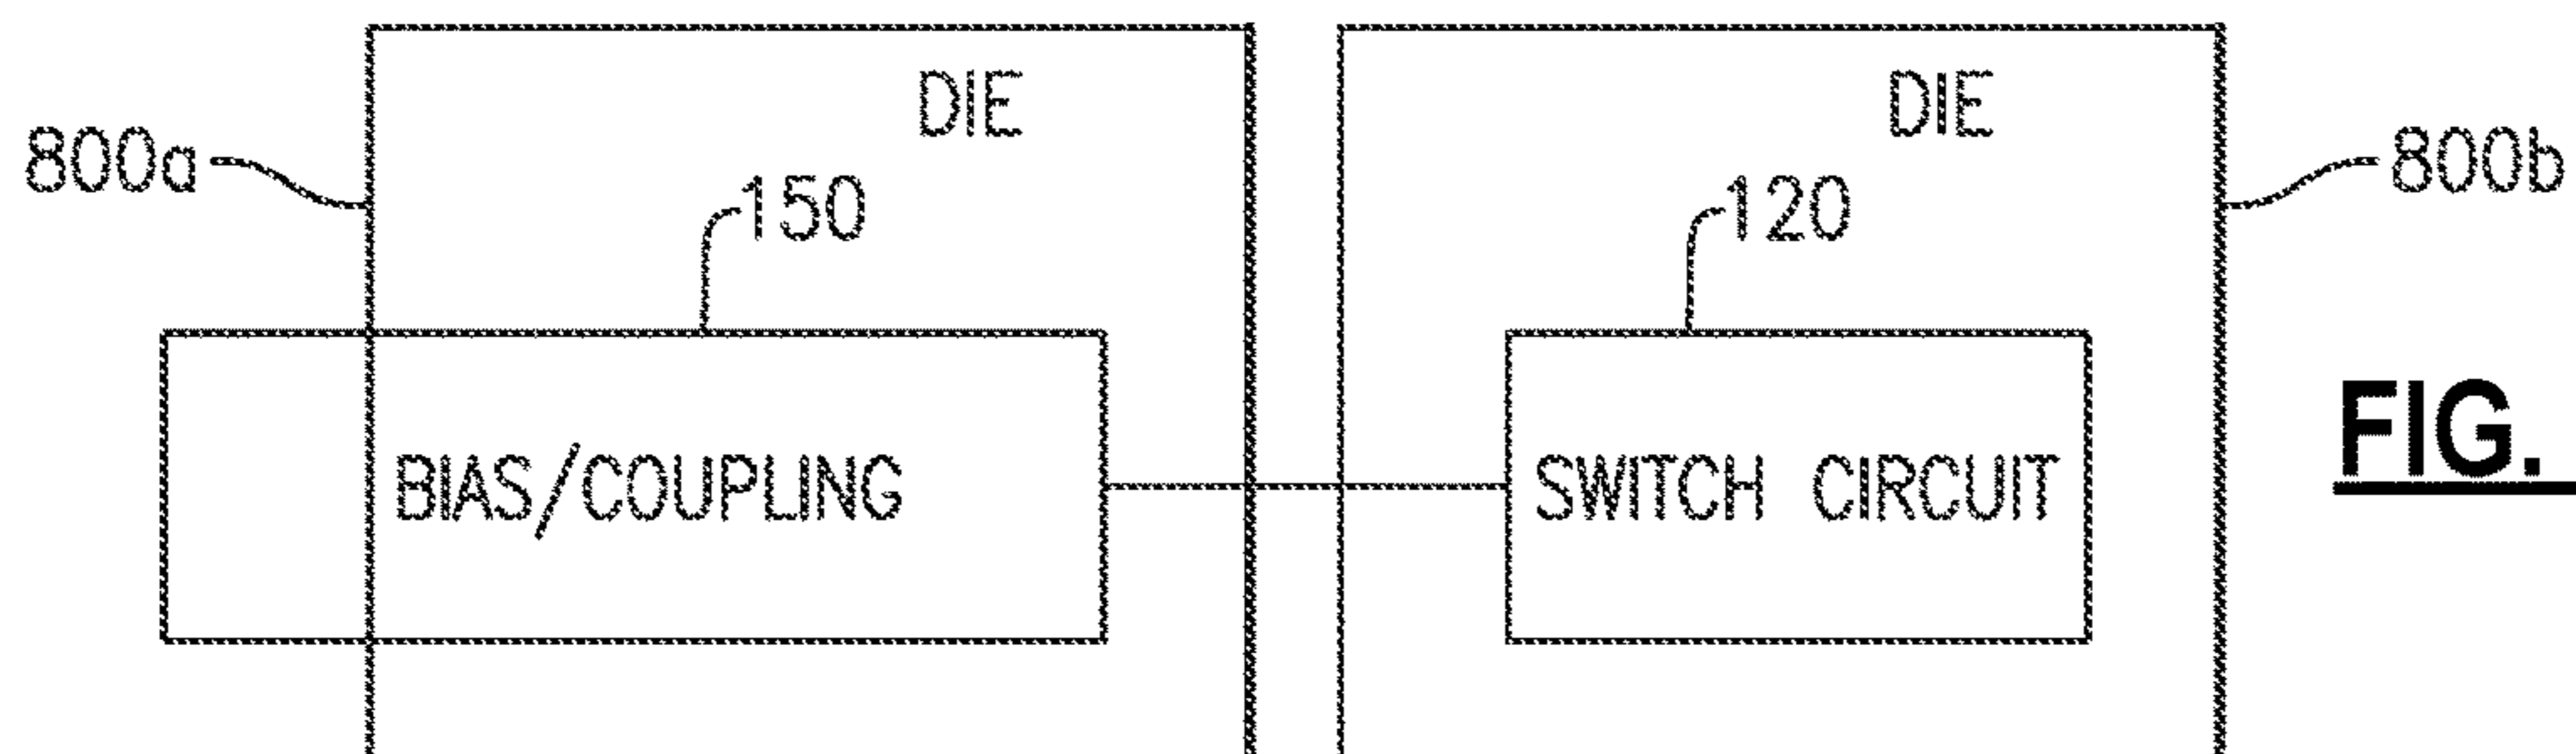 DIE DIE
800a 800b
150 120
BIAS/COUPLING SWITCH CIRCUIT FIG.